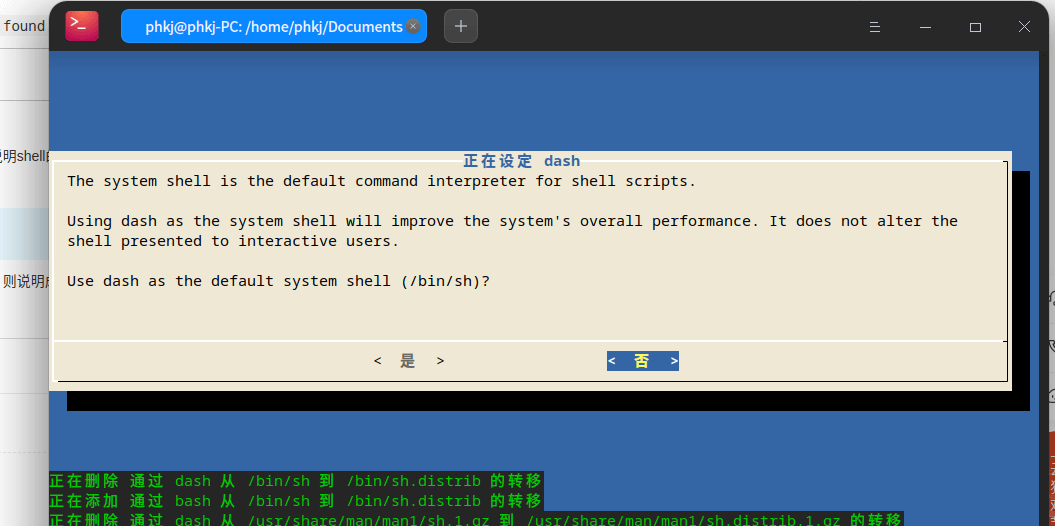 found
>_
phkj@phkj-PC: /home/phkj/Documents
正在设定 dash
明shell
The system shell is the default command interpreter for shell scripts.
Using dash as the system shell will improve the system's overall performance. It does not alter the
shell presented to interactive users.
Use dash as the default system shell (/bin/sh)?
则说明
< 是 >
< 否 >
正在删除 通过 dash 从 /bin/sh 到 /bin/sh.distrib 的转移
正在添加 通过 bash 从 /bin/sh 到 /bin/sh.distrib 的转移
正在删除 通过 dash 从 /usr/share/man/man1/sh.1.gz 到 /usr/share/man/man1/sh.distrib.1.gz 的转移